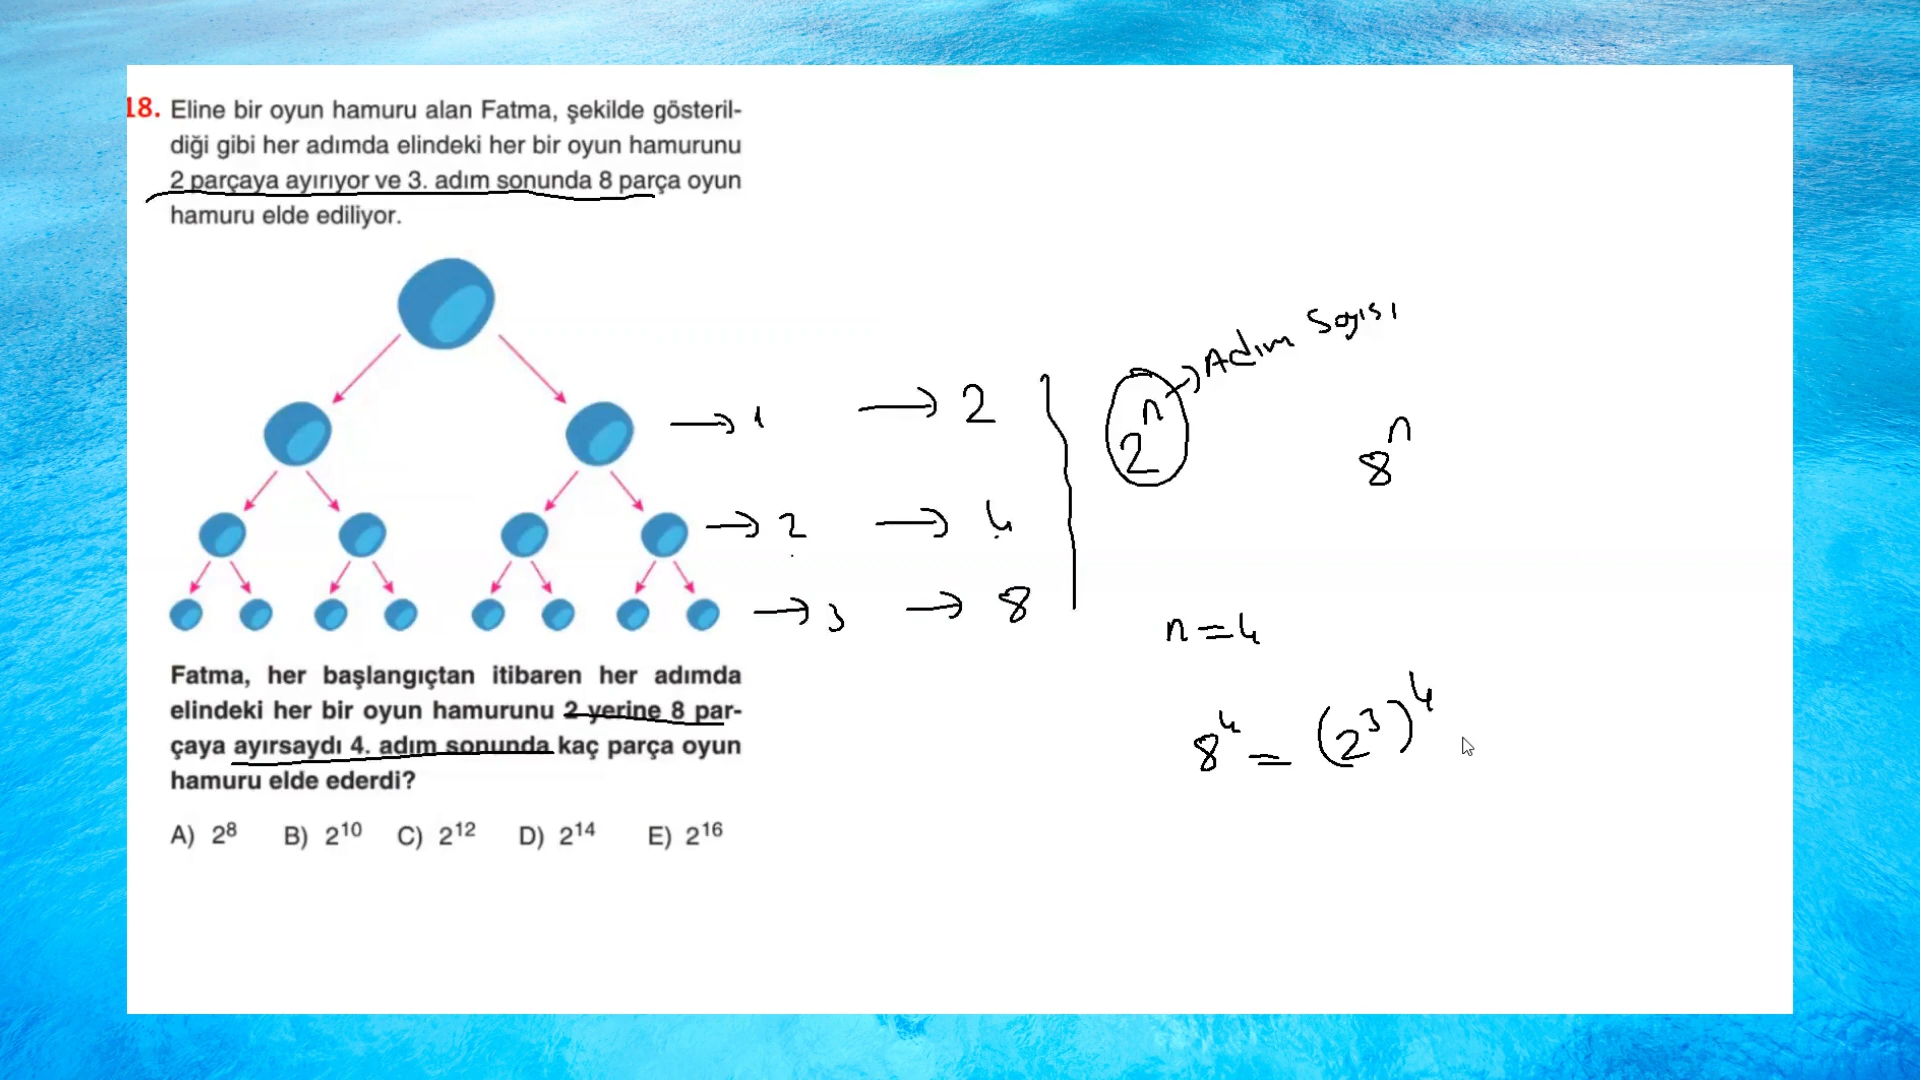 18. Eline bir oyun hamuru alan Fatma, şekilde gösteril-
diği gibi her adımda elindeki her bir oyun hamurunu
2 parçaya ayırıyor ve 3. adım sonunda 8 parça oyun
hamuru elde ediliyor.
→ Adım Sayısı
→ 1 → 2
2ⁿ
8ⁿ
→ 2 → 4
→ 3 → 8
n = 4
Fatma, her başlangıçtan itibaren her adımda
elindeki her bir oyun hamurunu 2 yerine 8 par-
çaya ayırsaydı 4. adım sonunda kaç parça oyun
hamuru elde ederdi?
8⁴ = (2³)⁴
A) 2⁸ B) 2¹⁰ C) 2¹² D) 2¹⁴ E) 2¹⁶